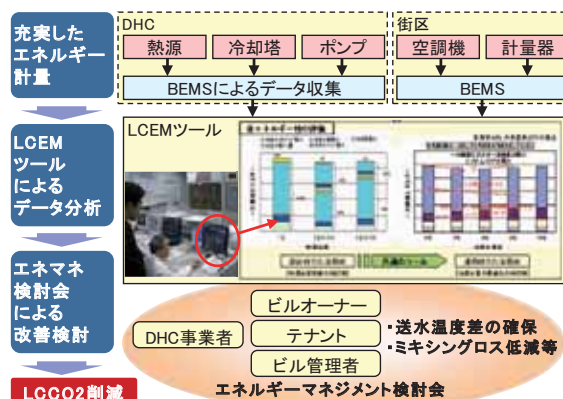 充実した
エネルギー
計量
LCEM
ツール
による
データ分析
エネマネ
検討会
による
改善検討
LCCO2削減
DHC
熱源
冷却塔
ポンプ
BEMSによるデータ収集
街区
空調機
計量器
BEMS
LCEMツール
共通のツール
ビルオーナー
DHC事業者
テナント
ビル管理者
・送水温度差の確保
・ミキシングロス低減等
エネルギーマネジメント検討会